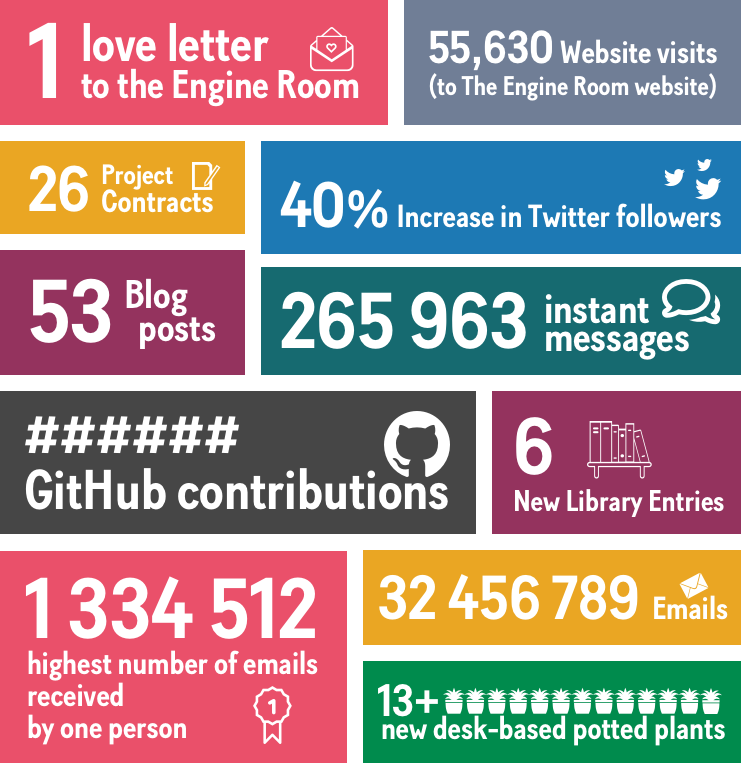 1 love letter
to the Engine Room
55,630 Website visits
(to The Engine Room website)
26 Project
Contracts
40% Increase in Twitter followers
53 Blog
posts
265 963 instant
messages
######
GitHub contributions
6
New Library Entries
1 334 512
highest number of emails
received
by one person
1
32 456 789 Emails
13+
new desk-based potted plants